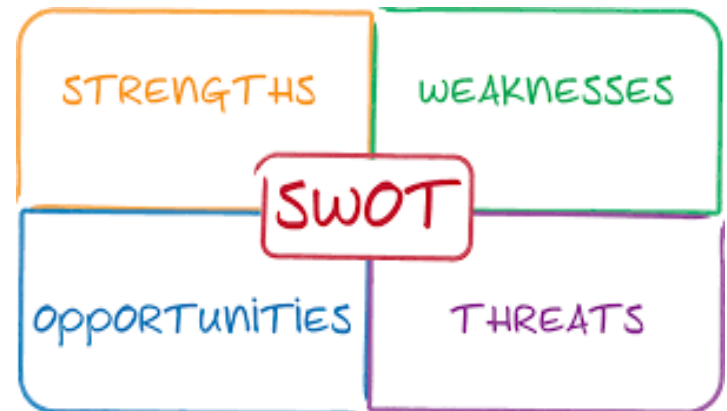 STRENGTHS
WEAKNESSES
SWOT
OPPORTUNITIES
THREATS